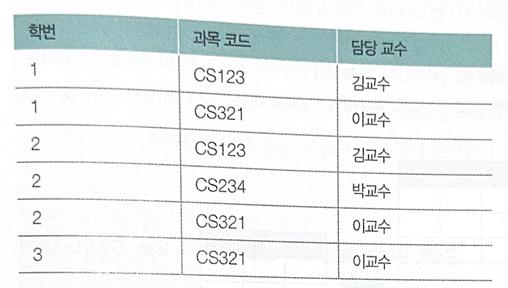 학번 과목 코드 담당 교수
1 CS123 김교수
1 CS321 이교수
2 CS123 김교수
2 CS234 박교수
2 CS321 이교수
3 CS321 이교수